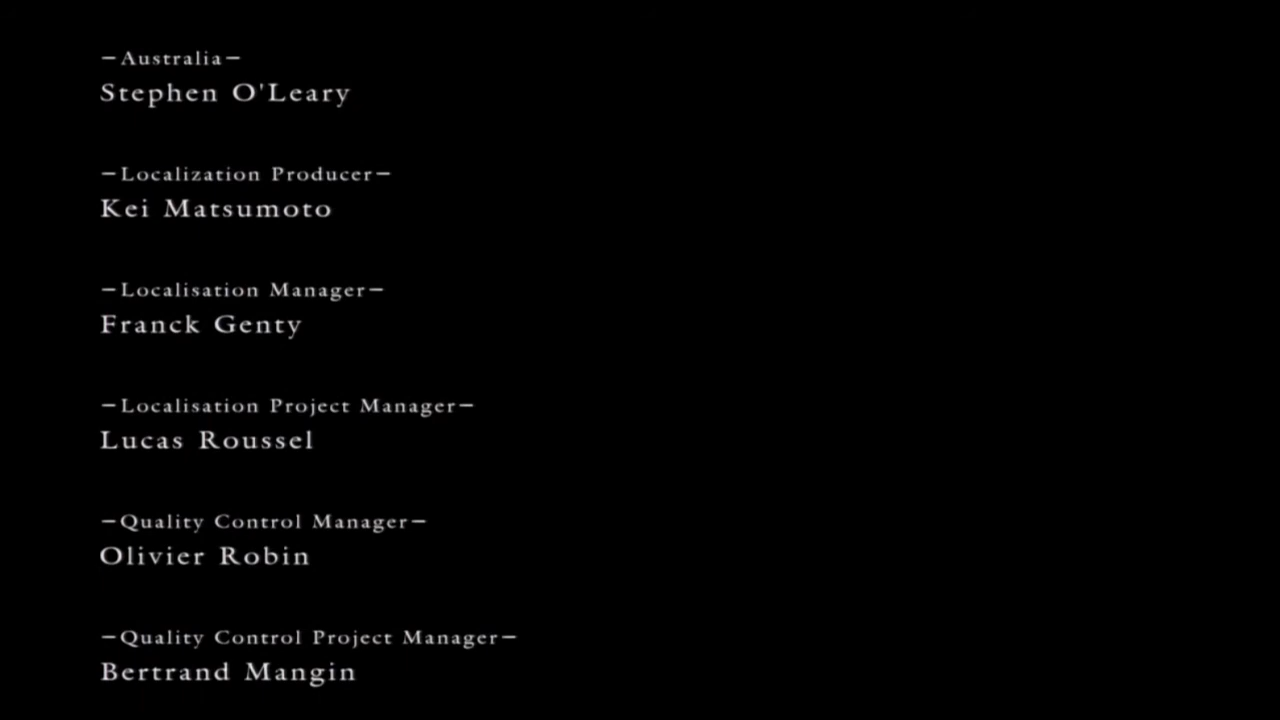 –Australia–
Stephen O'Leary
–Localization Producer–
Kei Matsumoto
–Localisation Manager–
Franck Genty
–Localisation Project Manager–
Lucas Roussel
–Quality Control Manager–
Olivier Robin
–Quality Control Project Manager–
Bertrand Mangin